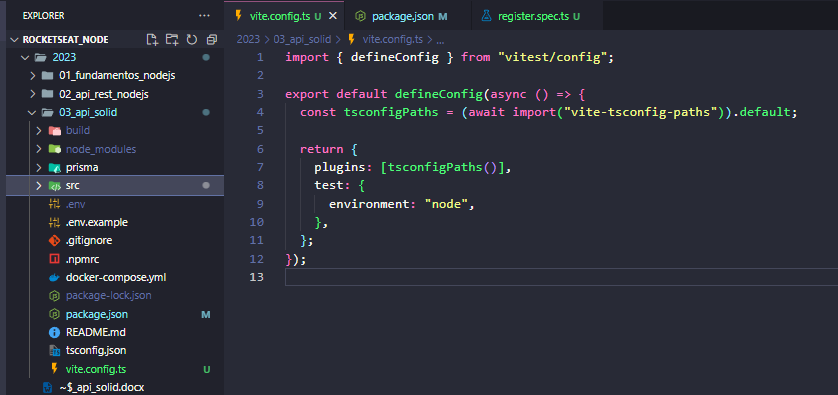 EXPLORER ...
ROCKETSEAT_NODE
2023
01_fundamentos_nodejs
02_api_rest_nodejs
03_api_solid
build
node_modules
prisma
src
.env
.env.example
.gitignore
.npmrc
docker-compose.yml
package-lock.json
package.json M
README.md
tsconfig.json
vite.config.ts U
~$_api_solid.docx
vite.config.ts U package.json M register.spec.ts U
2023 > 03_api_solid > vite.config.ts > ...
1 import { defineConfig } from "vitest/config";
2
3 export default defineConfig(async () => {
4 const tsconfigPaths = (await import("vite-tsconfig-paths")).default;
5
6 return {
7 plugins: [tsconfigPaths()],
8 test: {
9 environment: "node",
10 },
11 };
12 });
13